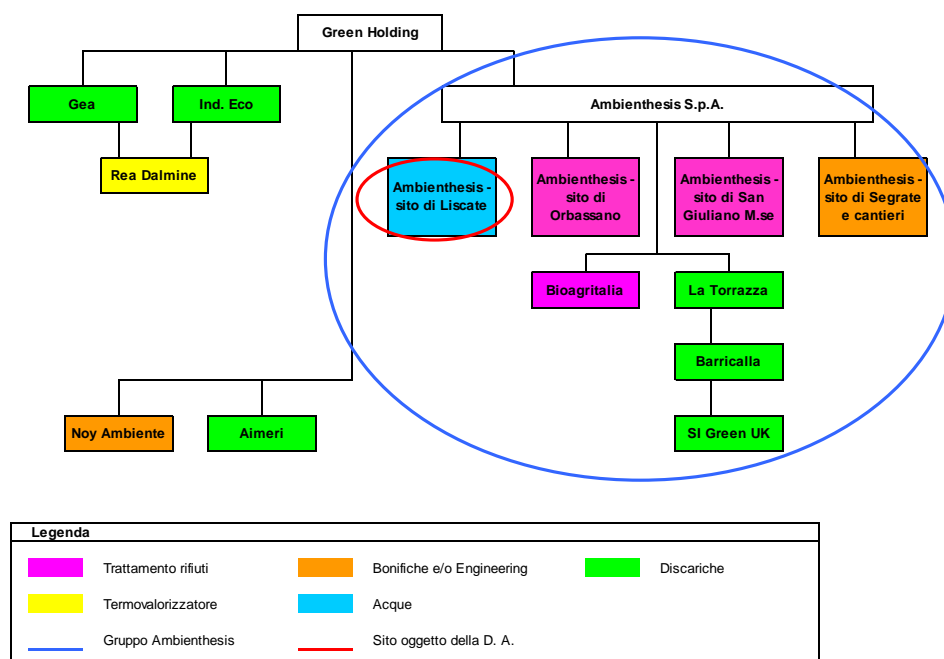 Green Holding
Gea
Ind. Eco
Ambienthesis S.p.A.
Rea Dalmine
Ambienthesis -
sito di Liscate
Ambienthesis -
sito di
Orbassano
Ambienthesis -
sito di San
Giuliano M.se
Ambienthesis -
sito di Segrate
e cantieri
Bioagritalia
La Torrazza
Barricalla
Noy Ambiente
Aimeri
SI Green UK
Legenda
Trattamento rifiuti
Bonifiche e/o Engineering
Discariche
Termovalorizzatore
Acque
Gruppo Ambienthesis
Sito oggetto della D. A.